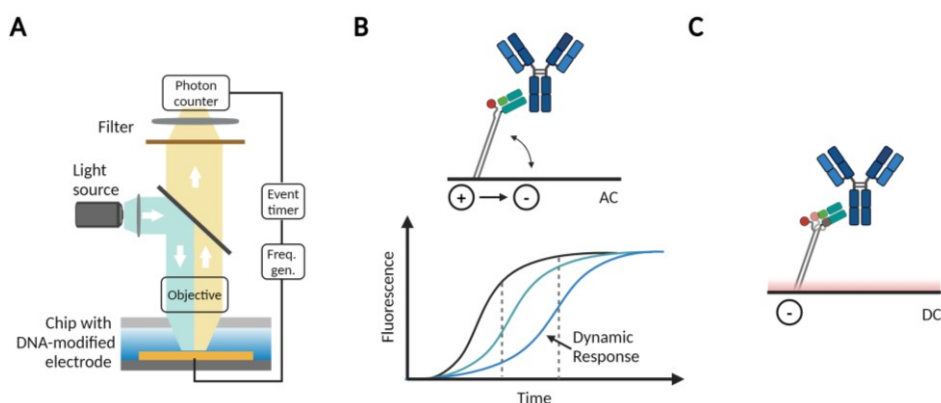 A
Photon
counter
Filter
Light
source
Event
timer
Freq.
gen.
Objective
Chip with
DNA-modified
electrode
B
+
-
AC
Fluorescence
Dynamic
Response
Time
C
-
DC